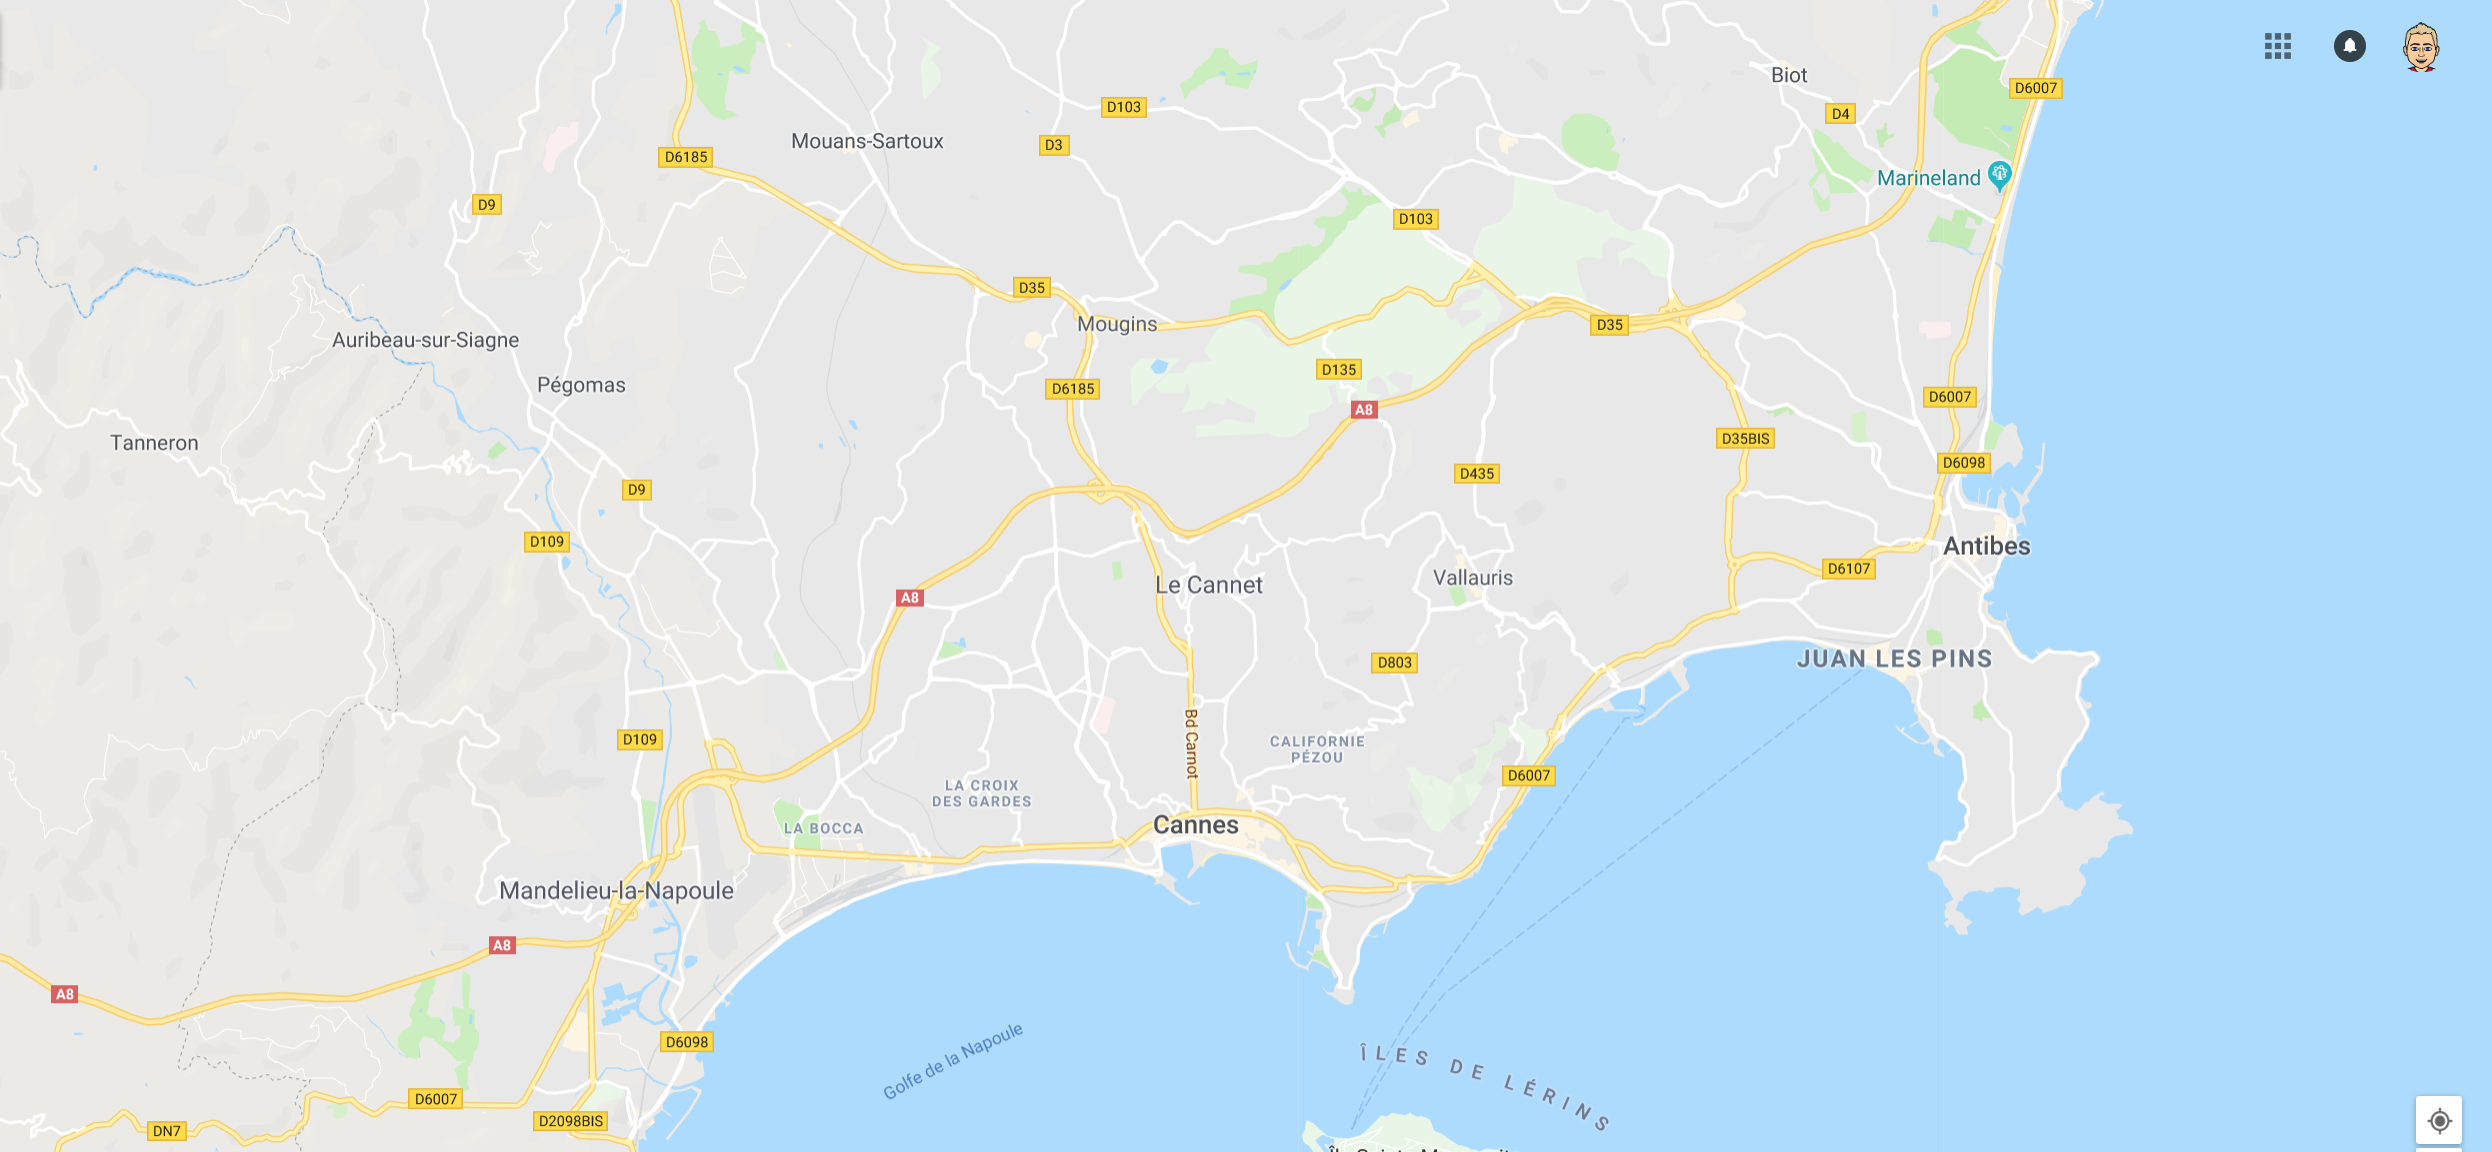 Biot
D6007
D103
D4
Mouans-Sartoux
D3
D6185
Marineland
D9
D103
D35
Mougins
D35
Auribeau-sur-Siagne
D135
Pégomas
D6185
D6007
A8
Tanneron
D35BIS
D6098
D435
D9
D109
Antibes
D6107
Vallauris
Le Cannet
A8
JUAN LES PINS
D803
D109
Bd Carnot
CALIFORNIE
PÉZOU
D6007
LA CROIX
DES GARDES
LA BOCCA
Cannes
Mandelieu-la-Napoule
A8
A8
D6098
Golfe de la Napoule
ÎLES DE LÉRINS
D6007
D2098BIS
DN7